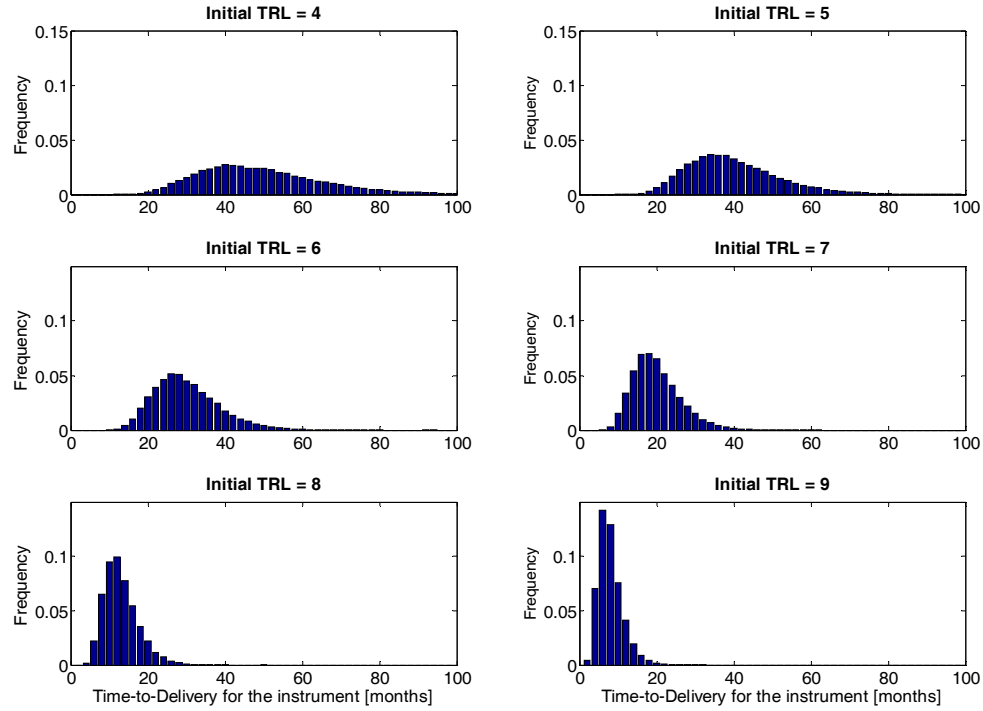 Initial TRL = 4
0.15
0.1
0.05
0
Frequency
0 20 40 60 80 100
Initial TRL = 5
0.15
0.1
0.05
0
Frequency
0 20 40 60 80 100
Initial TRL = 6
0.1
0.05
0
Frequency
0 20 40 60 80 100
Initial TRL = 7
0.1
0.05
0
Frequency
0 20 40 60 80 100
Initial TRL = 8
0.1
0.05
0
Frequency
0 20 40 60 80 100
Time-to-Delivery for the instrument [months]
Initial TRL = 9
0.1
0.05
0
Frequency
0 20 40 60 80 100
Time-to-Delivery for the instrument [months]